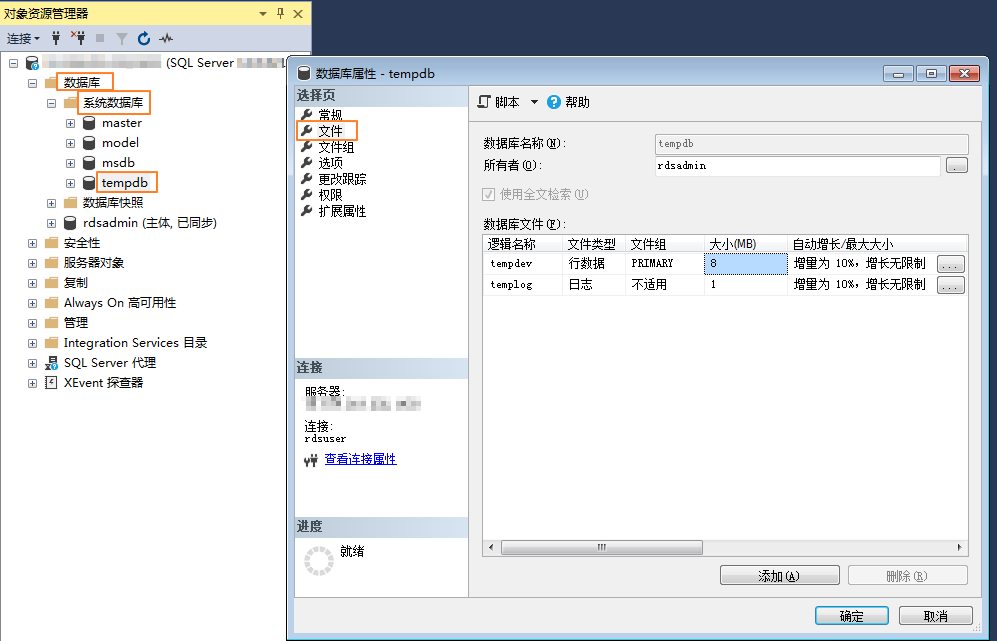 对象资源管理器
连接
(SQL Server
数据库
系统数据库
master
model
msdb
tempdb
数据库快照
rdsadmin (主体, 已同步)
安全性
服务器对象
复制
Always On 高可用性
管理
Integration Services 目录
SQL Server 代理
XEvent 探查器
数据库属性 - tempdb
选择页
常规
文件
文件组
选项
更改跟踪
权限
扩展属性
连接
服务器:
连接:
rdsuser
查看连接属性
进度
就绪
脚本 帮助
数据库名称(N): tempdb
所有者(O): rdsadmin
使用全文检索(U)
数据库文件(F):
逻辑名称 文件类型 文件组 大小(MB) 自动增长/最大大小
tempdev 行数据 PRIMARY 8 增量为 10%, 增长无限制 ...
templog 日志 不适用 1 增量为 10%, 增长无限制 ...
添加(A) 删除(R)
确定 取消